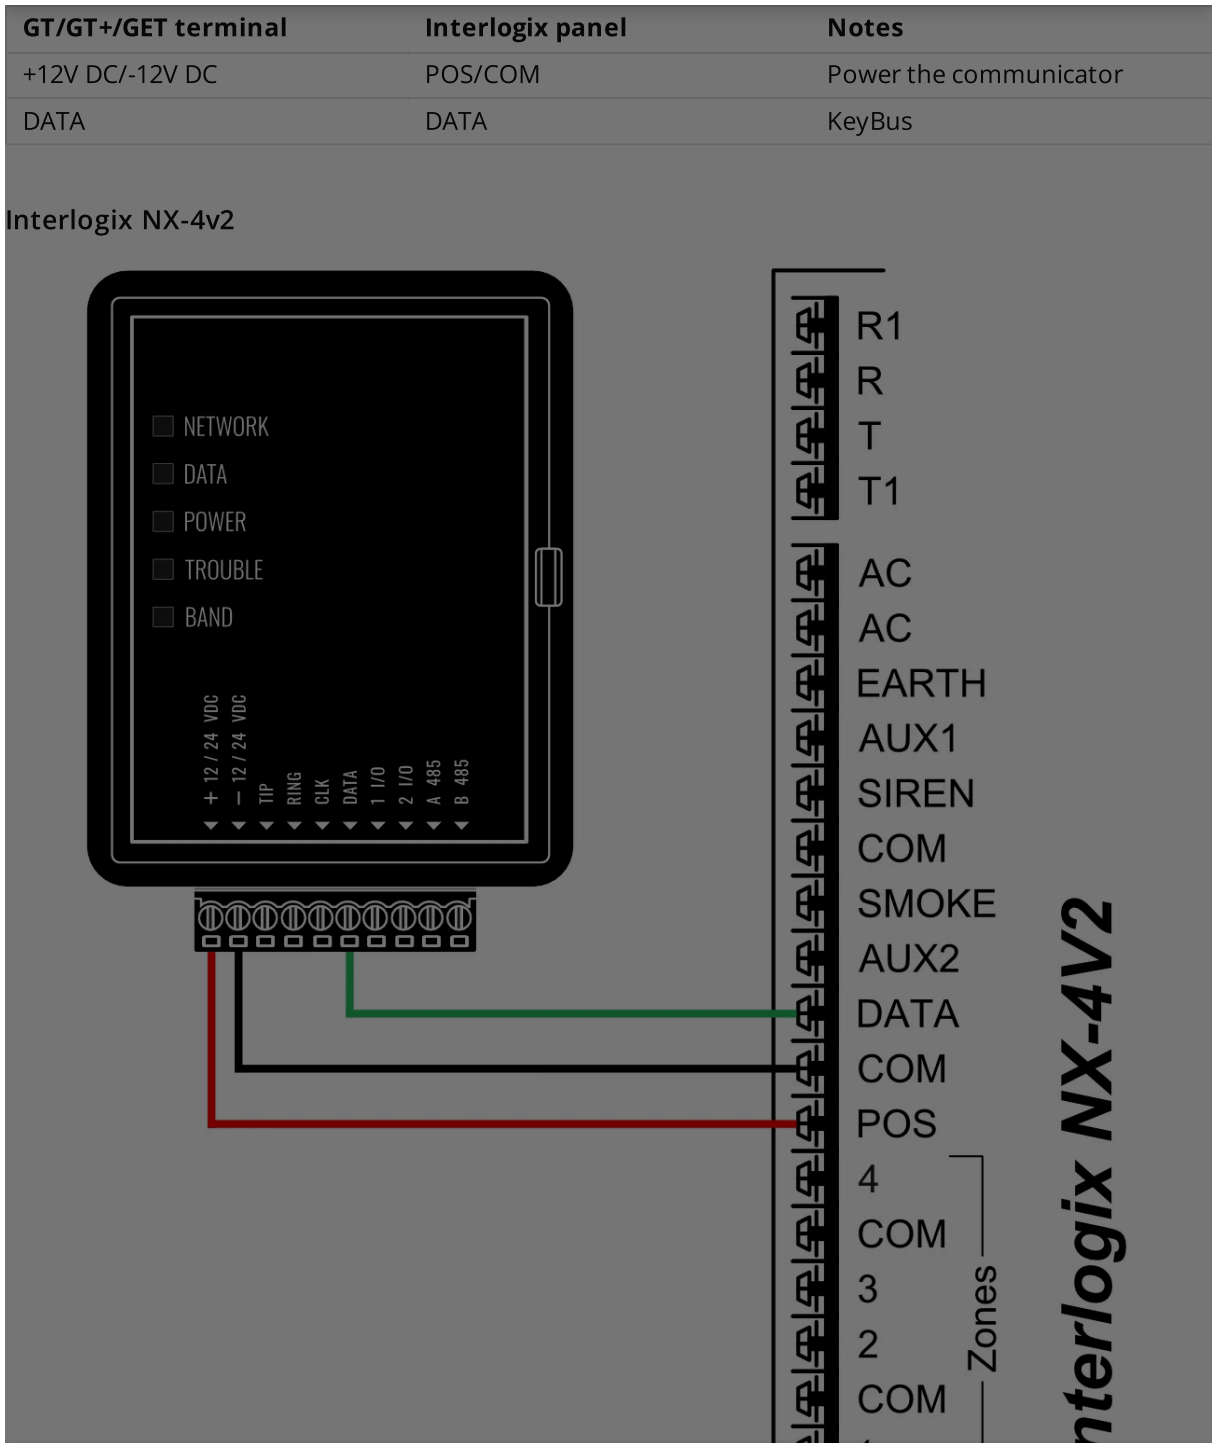 GT/GT+/GET terminal Interlogix panel Notes
+12V DC/-12V DC POS/COM Power the communicator
DATA DATA KeyBus
Interlogix NX-4v2
NETWORK
DATA
POWER
TROUBLE
BAND
+ 12 / 24 VDC
− 12 / 24 VDC
TIP
RING
CLK
DATA
1 I/O
2 I/O
A 485
B 485
R1
R
T
T1
AC
AC
EARTH
AUX1
SIREN
COM
SMOKE
AUX2
DATA
COM
POS
4
COM
3
2
COM
Zones
nterlogix NX-4V2